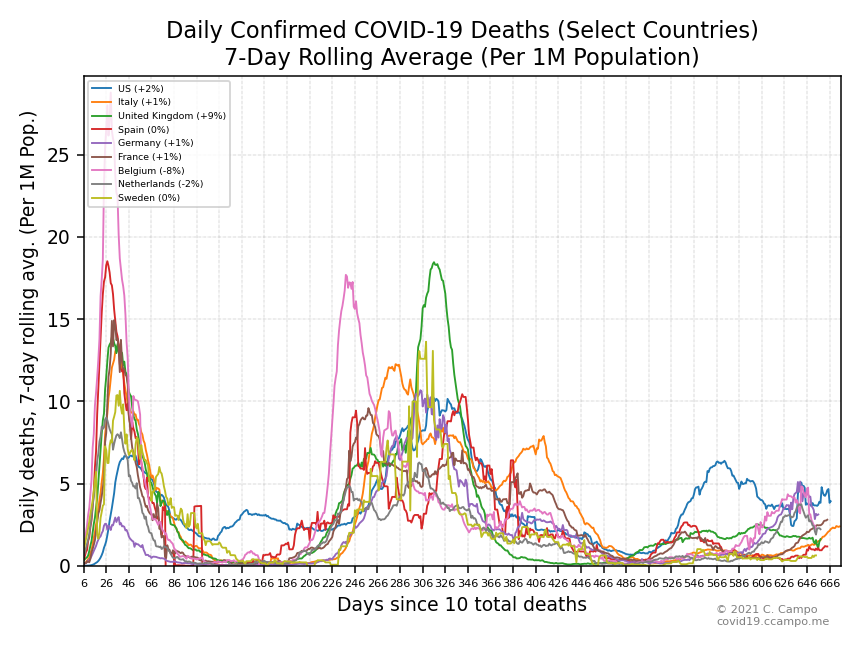 Daily Confirmed COVID-19 Deaths (Select Countries)
7-Day Rolling Average (Per 1M Population)
Daily deaths, 7-day rolling avg. (Per 1M Pop.)
US (+2%)
Italy (+1%)
United Kingdom (+9%)
Spain (0%)
Germany (+1%)
France (+1%)
Belgium (-8%)
Netherlands (-2%)
Sweden (0%)
25
20
15
10
5
0
6 26 46 66 86 106 126 146 166 186 206 226 246 266 286 306 326 346 366 386 406 426 446 466 486 506 526 546 566 586 606 626 646 666
Days since 10 total deaths
© 2021 C. Campo
covid19.ccampo.me